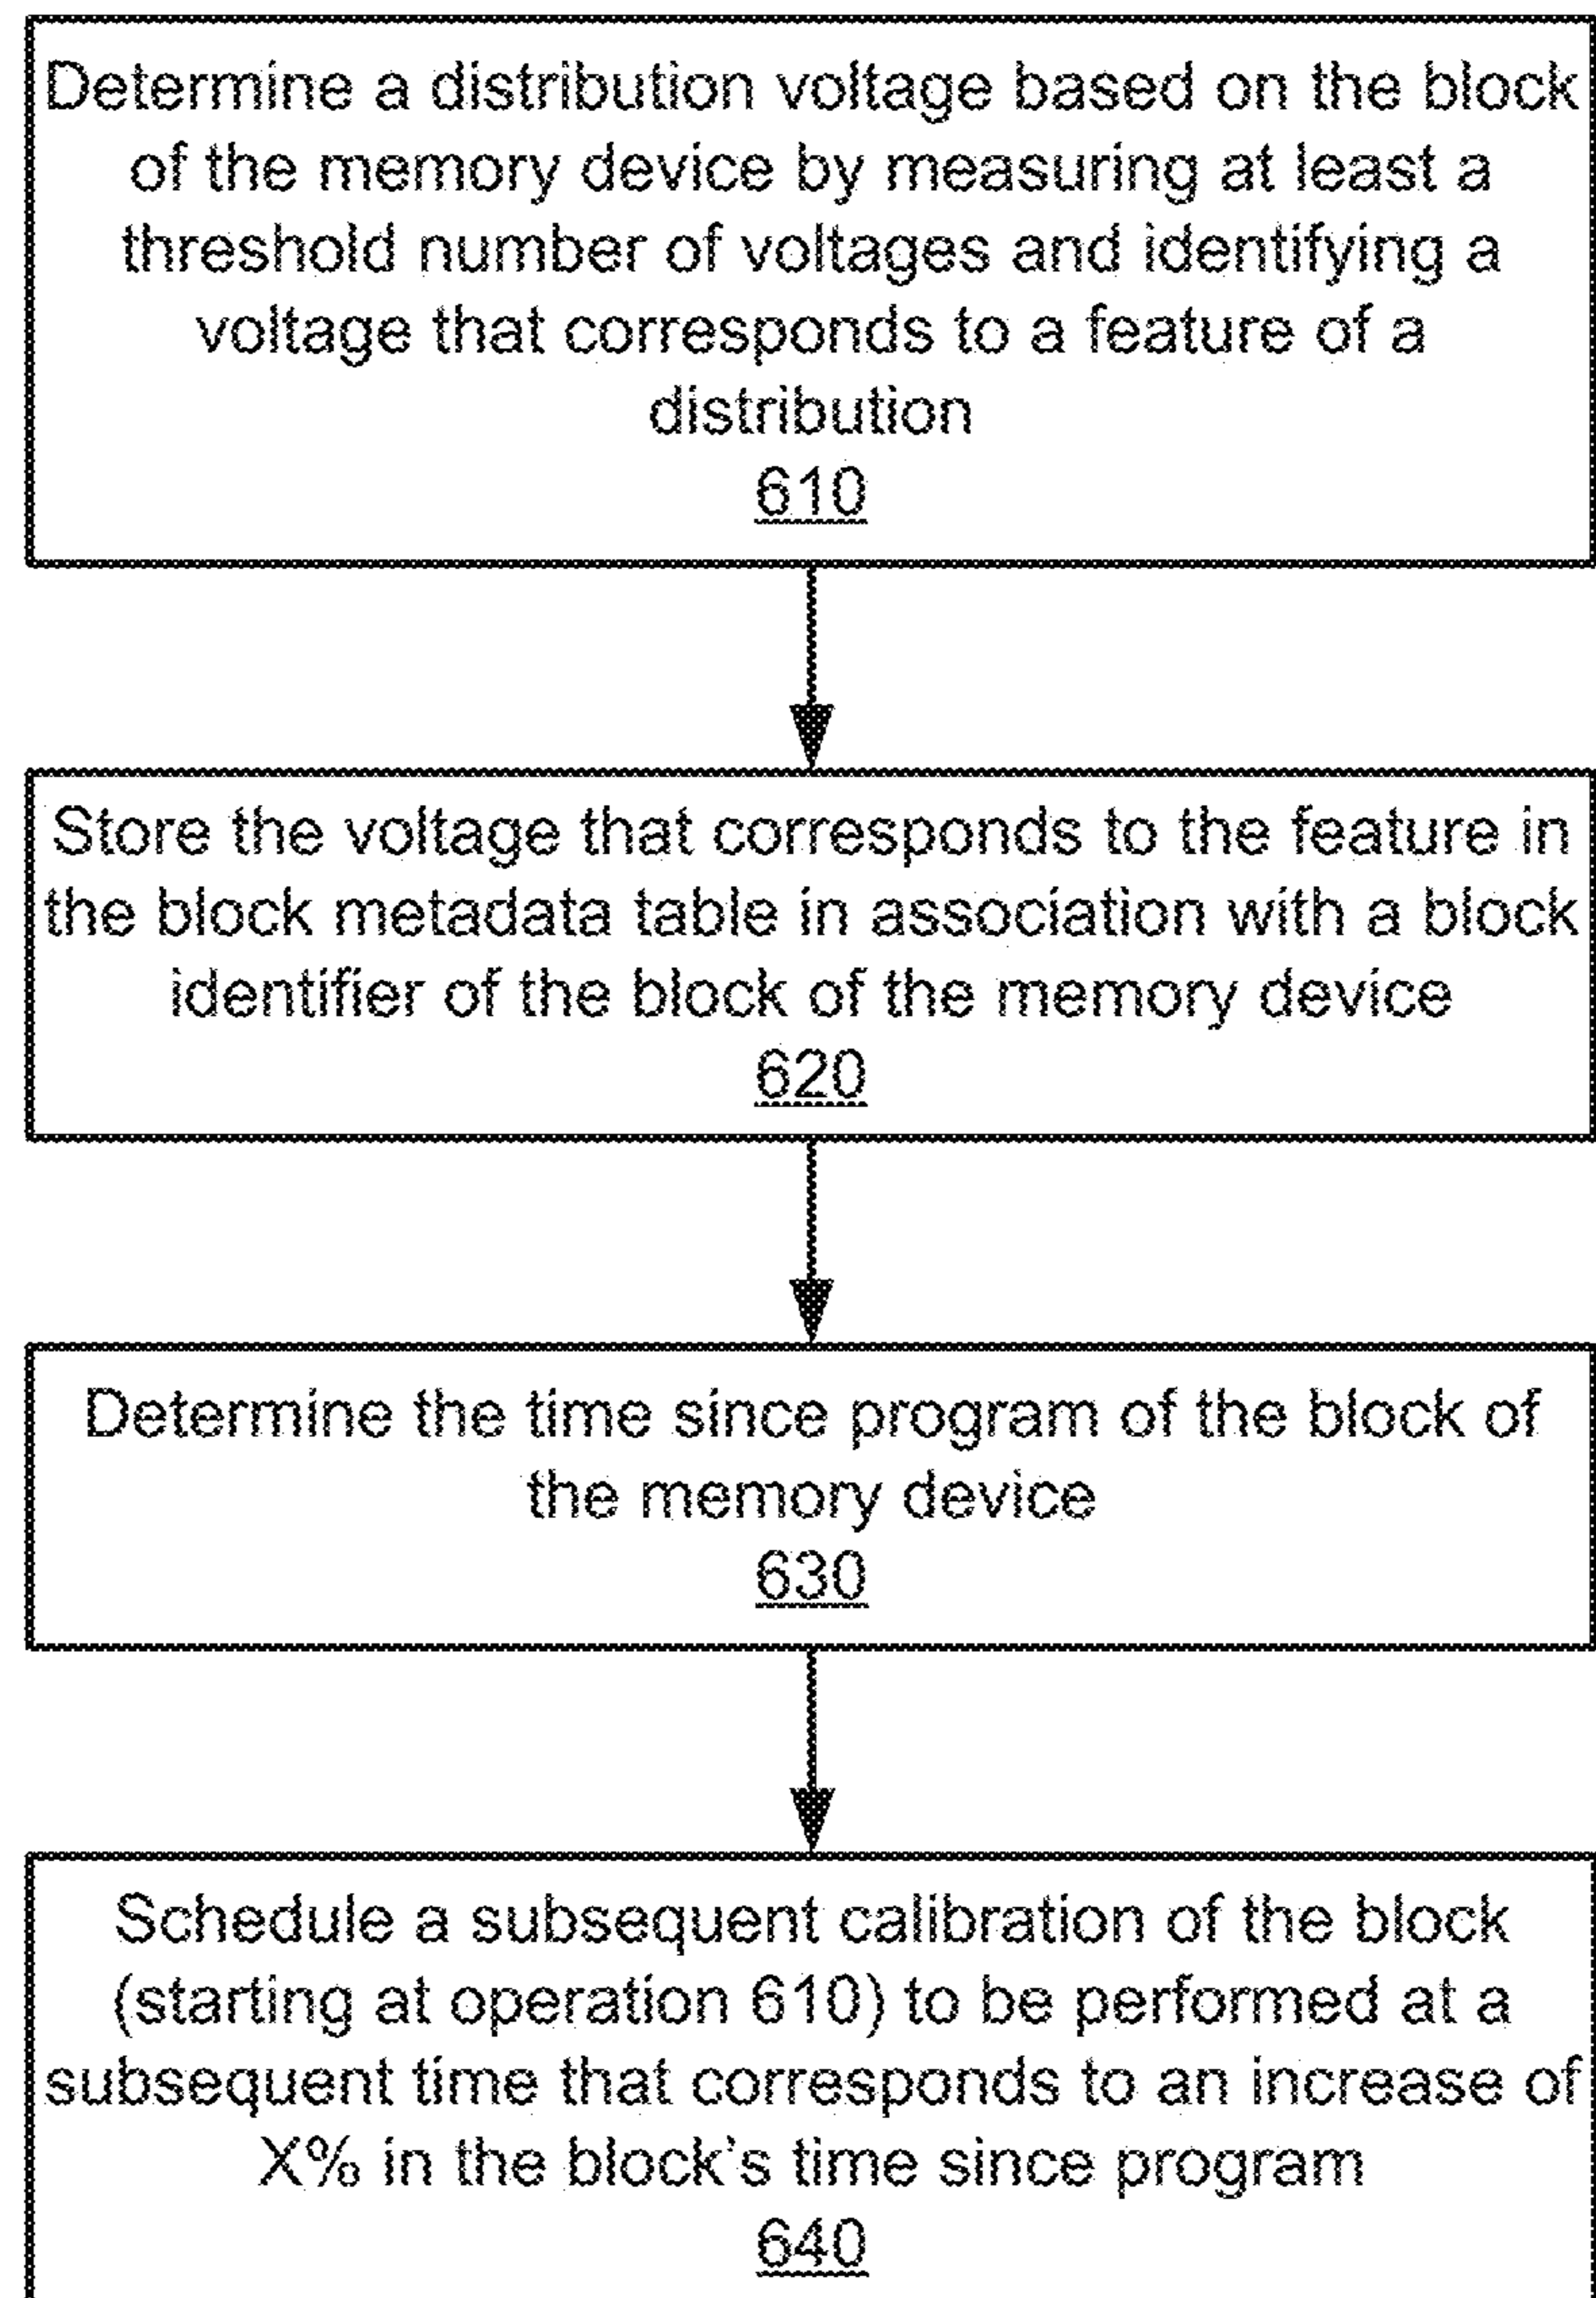 Determine a distribution voltage based on the block
of the memory device by measuring at least a
threshold number of voltages and identifying a
voltage that corresponds to a feature of a
distribution
610
Store the voltage that corresponds to the feature in
the block metadata table in association with a block
identifier of the block of the memory device
620
Determine the time since program of the block of
the memory device
630
Schedule a subsequent calibration of the block
(starting at operation 610) to be performed at a
subsequent time that corresponds to an increase of
X% in the block's time since program
640